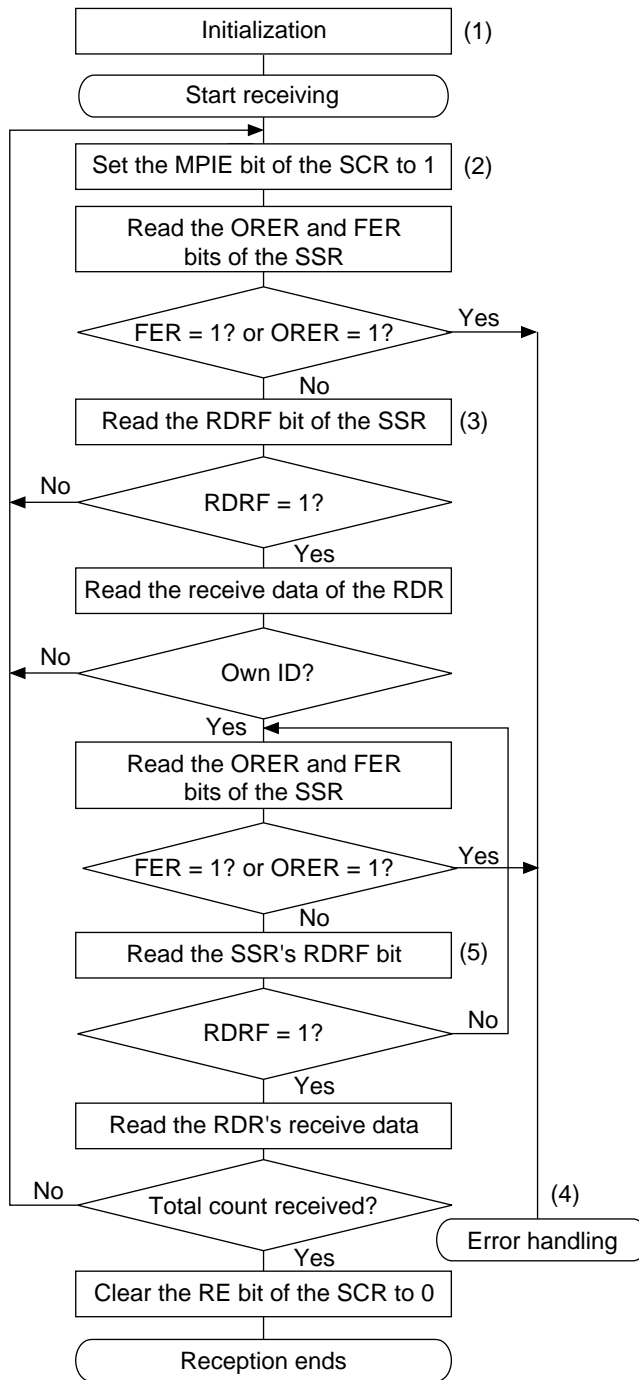 Initialization (1)
Start receiving
Set the MPIE bit of the SCR to 1 (2)
Read the ORER and FER
bits of the SSR
FER = 1? or ORER = 1? Yes
No
Read the RDRF bit of the SSR (3)
No RDRF = 1?
Yes
Read the receive data of the RDR
No Own ID?
Yes
Read the ORER and FER
bits of the SSR
FER = 1? or ORER = 1? Yes
No
Read the SSR's RDRF bit (5)
RDRF = 1? No
Yes
Read the RDR's receive data
No Total count received?
(4)
Error handling
Yes
Clear the RE bit of the SCR to 0
Reception ends